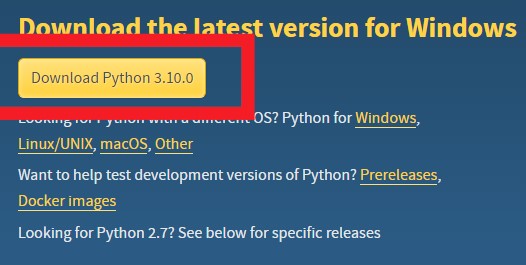 Download the latest version for Windows
Download Python 3.10.0
Looking for Python with a different OS? Python for Windows,
Linux/UNIX, macOS, Other
Want to help test development versions of Python? Prereleases,
Docker images
Looking for Python 2.7? See below for specific releases